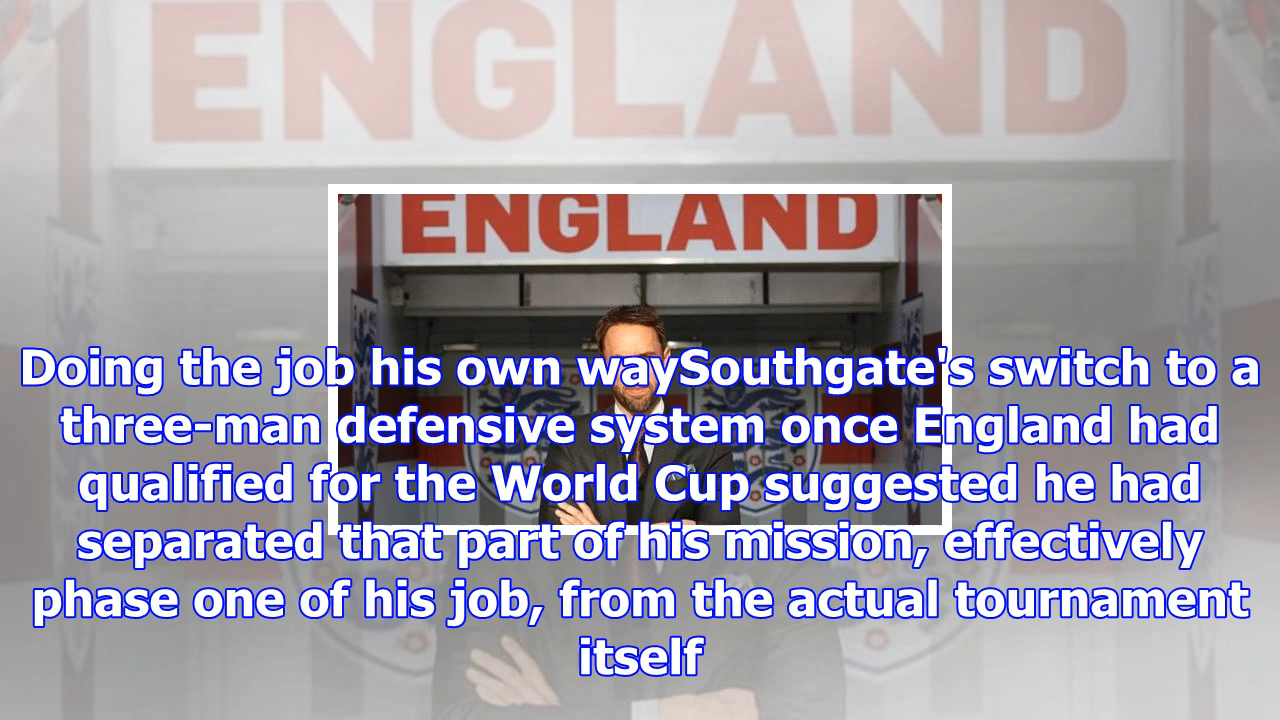 ENGLAND
ENGLAND
Doing the job his own waySouthgate's switch to a
three-man defensive system once England had
qualified for the World Cup suggested he had
separated that part of his mission, effectively
phase one of his job, from the actual tournament
itself